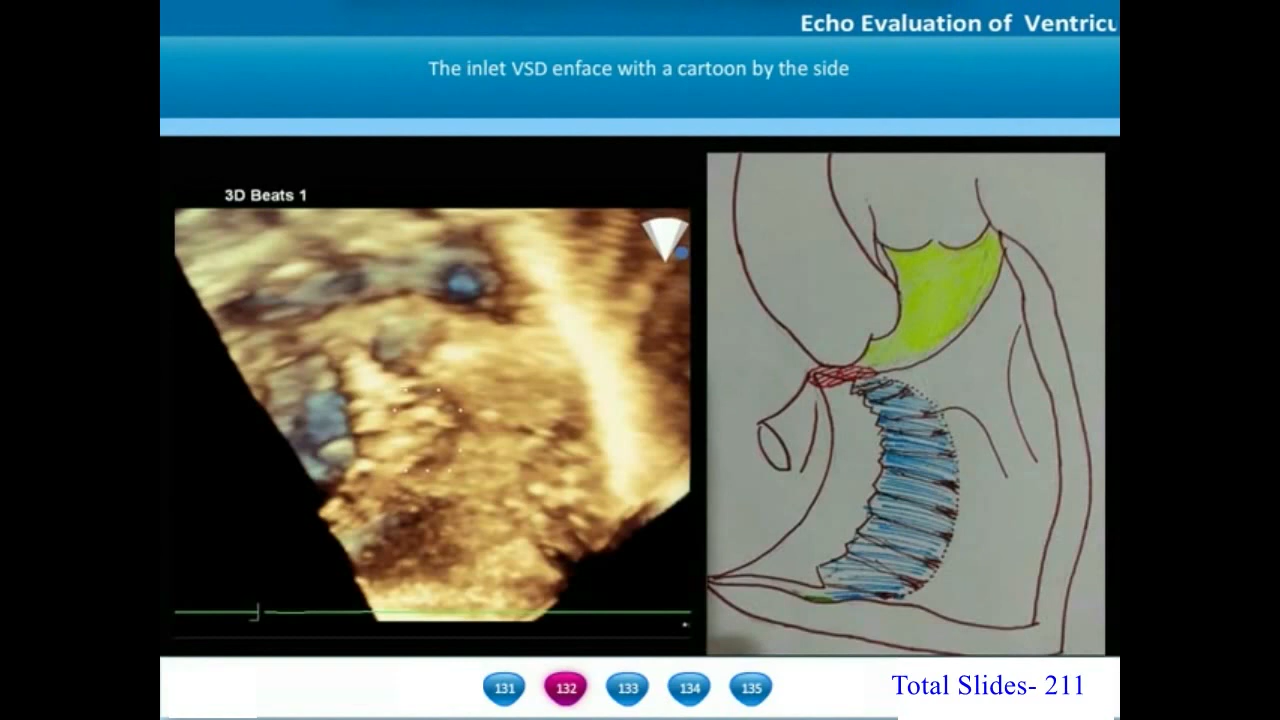 Echo Evaluation of Ventricu
The inlet VSD enface with a cartoon by the side
3D Beats 1
131 132 133 134 135
Total Slides- 211